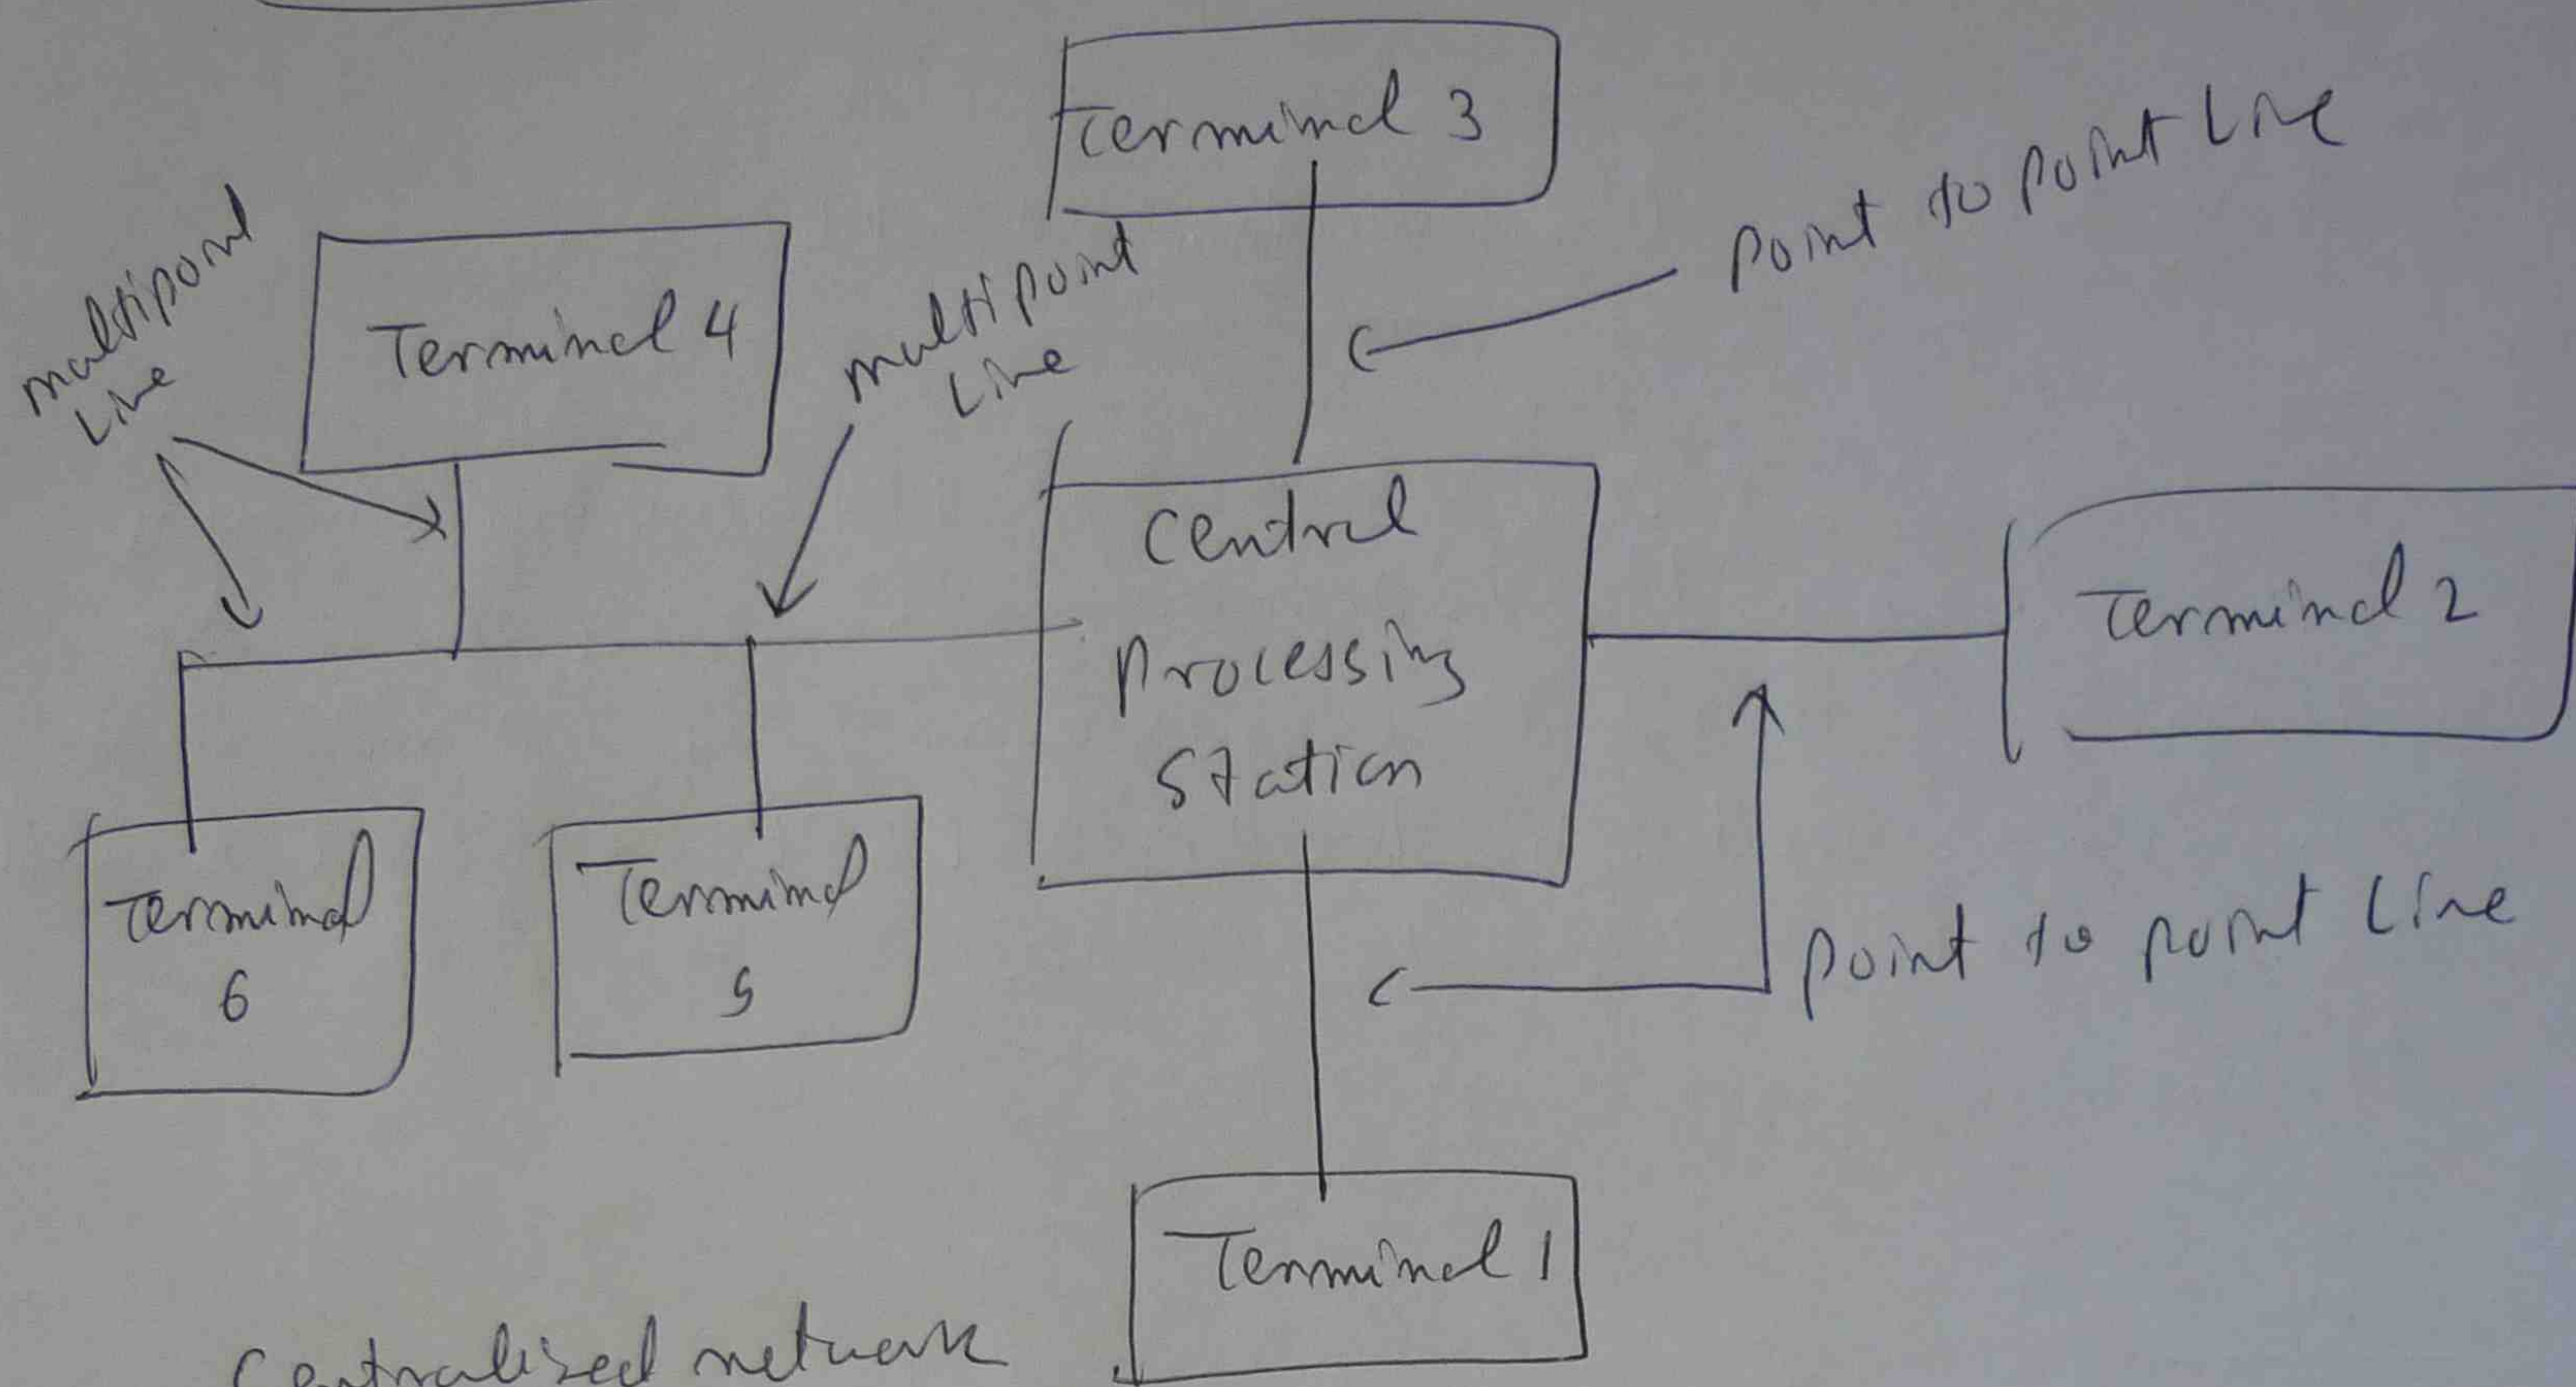 Terminal 3
Point to point Line
multipoint
Line
Terminal 4
multipoint
Line
Central
Processing
Station
Terminal 2
Terminal
6
Terminal
5
Point to point Line
Terminal 1
Centralized network